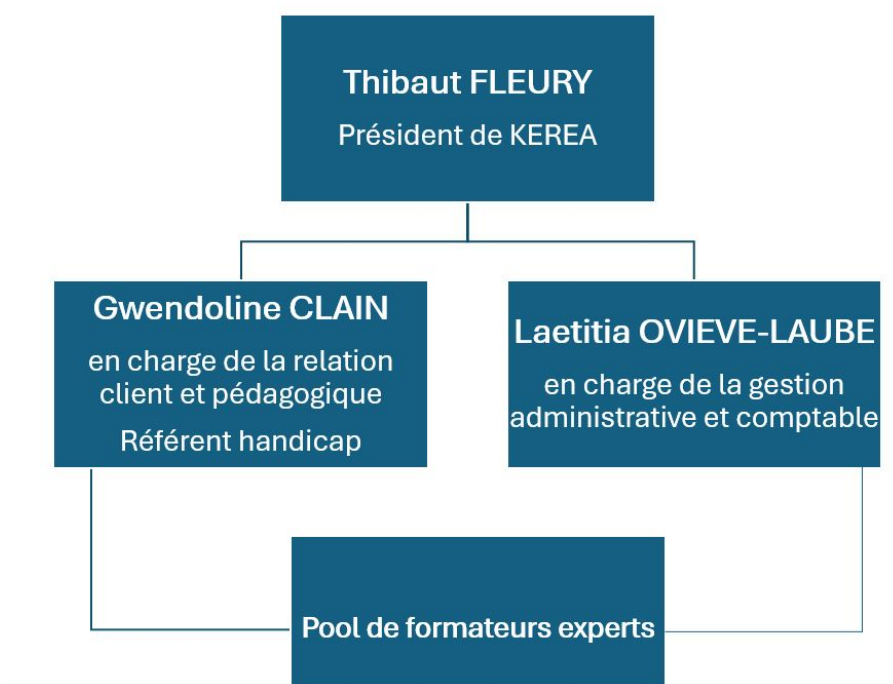 Thibaut FLEURY
Président de KEREA
Gwendoline CLAIN
en charge de la relation
client et pédagogique
Référent handicap
Laetitia OVIEVE-LAUBE
en charge de la gestion
administrative et comptable
Pool de formateurs experts